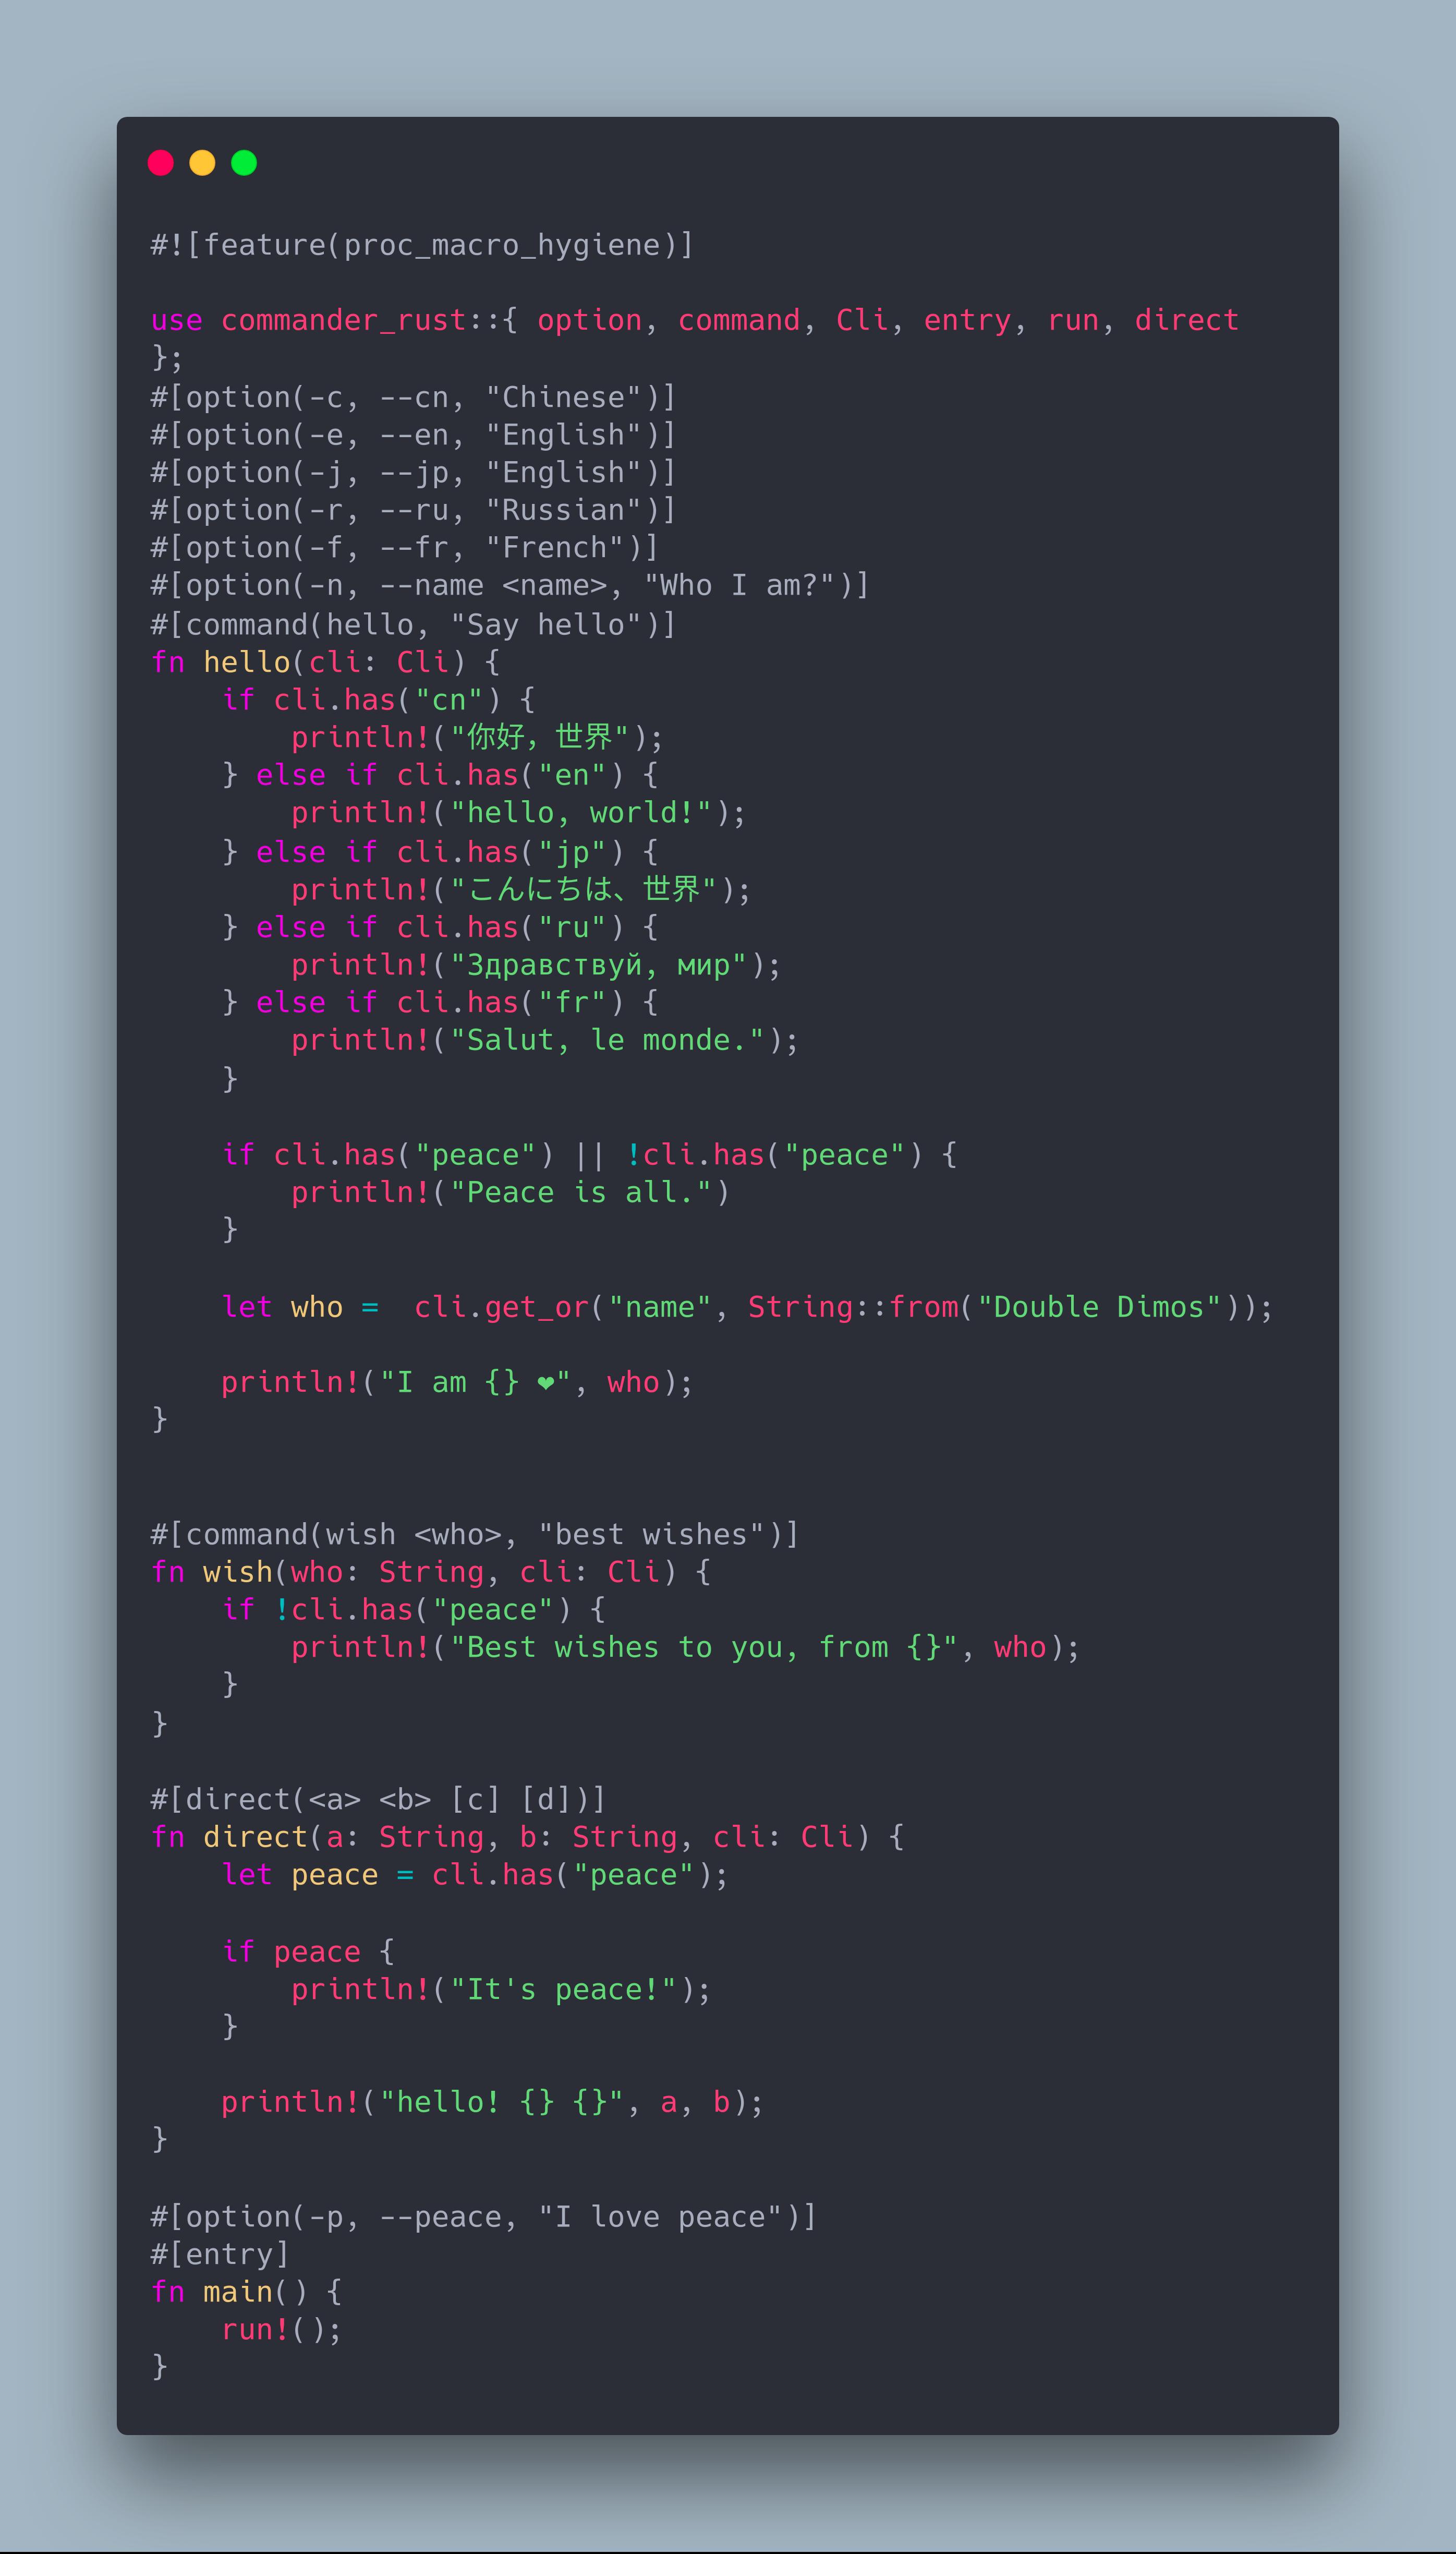 #![feature(proc_macro_hygiene)]

use commander_rust::{ option, command, Cli, entry, run, direct
};
#[option(-c, --cn, "Chinese")]
#[option(-e, --en, "English")]
#[option(-j, --jp, "English")]
#[option(-r, --ru, "Russian")]
#[option(-f, --fr, "French")]
#[option(-n, --name <name>, "Who I am?")]
#[command(hello, "Say hello")]
fn hello(cli: Cli) {
    if cli.has("cn") {
        println!("你好，世界");
    } else if cli.has("en") {
        println!("hello, world!");
    } else if cli.has("jp") {
        println!("こんにちは、世界");
    } else if cli.has("ru") {
        println!("Здравствуй, мир");
    } else if cli.has("fr") {
        println!("Salut, le monde.");
    }

    if cli.has("peace") || !cli.has("peace") {
        println!("Peace is all.")
    }

    let who =  cli.get_or("name", String::from("Double Dimos"));

    println!("I am {} ❤", who);
}


#[command(wish <who>, "best wishes")]
fn wish(who: String, cli: Cli) {
    if !cli.has("peace") {
        println!("Best wishes to you, from {}", who);
    }
}

#[direct(<a> <b> [c] [d])]
fn direct(a: String, b: String, cli: Cli) {
    let peace = cli.has("peace");

    if peace {
        println!("It's peace!");
    }

    println!("hello! {} {}", a, b);
}

#[option(-p, --peace, "I love peace")]
#[entry]
fn main() {
    run!();
}